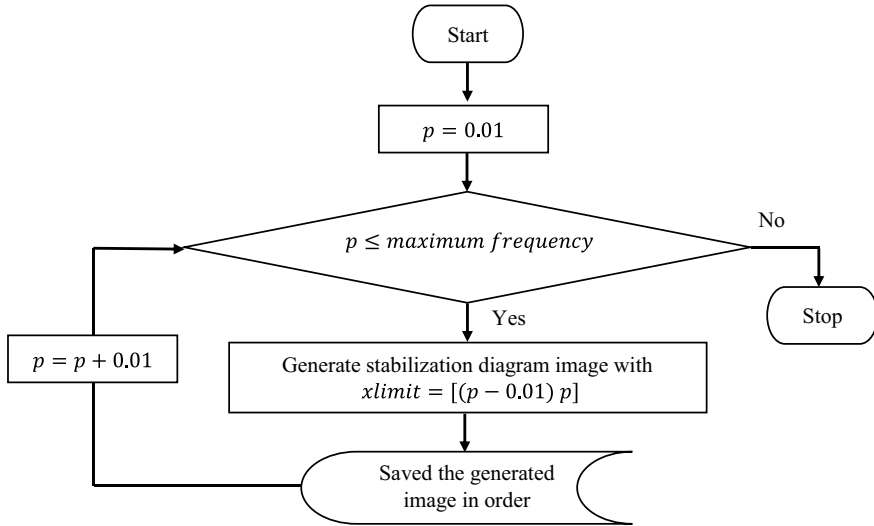 Start
𝑝 = 0.01
𝑝 ≤ 𝑚𝑎𝑥𝑖𝑚𝑢𝑚 𝑓𝑟𝑒𝑞𝑢𝑒𝑛𝑐𝑦
No
Stop
Yes
𝑝 = 𝑝 + 0.01
Generate stabilization diagram image with
𝑥𝑙𝑖𝑚𝑖𝑡 = [(𝑝 − 0.01) 𝑝]
Saved the generated
image in order